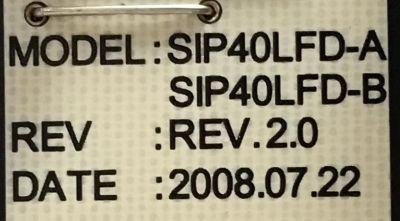 MODEL:SIP40LFD-A
SIP40LFD-B
REV :REV.2.0
DATE :2008.07.22